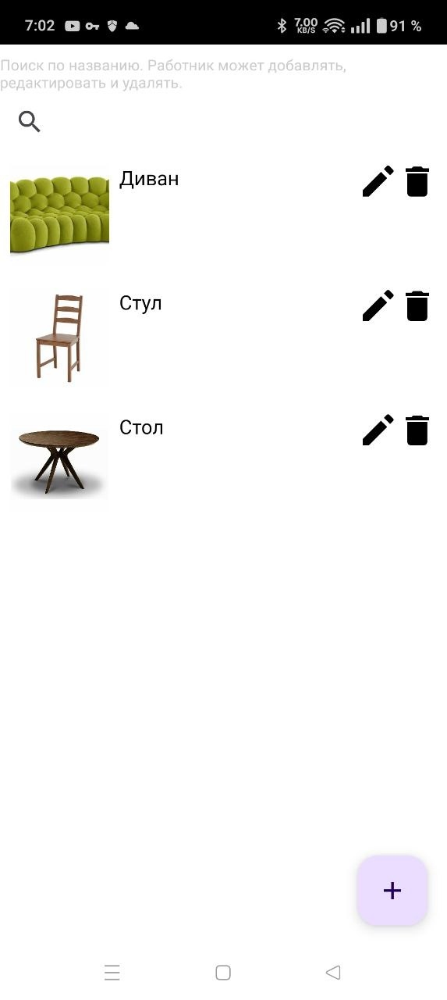 7:02
7.00
KB/S
91 %
Поиск по названию. Работник может добавлять,
редактировать и удалять.
Диван
Стул
Стол